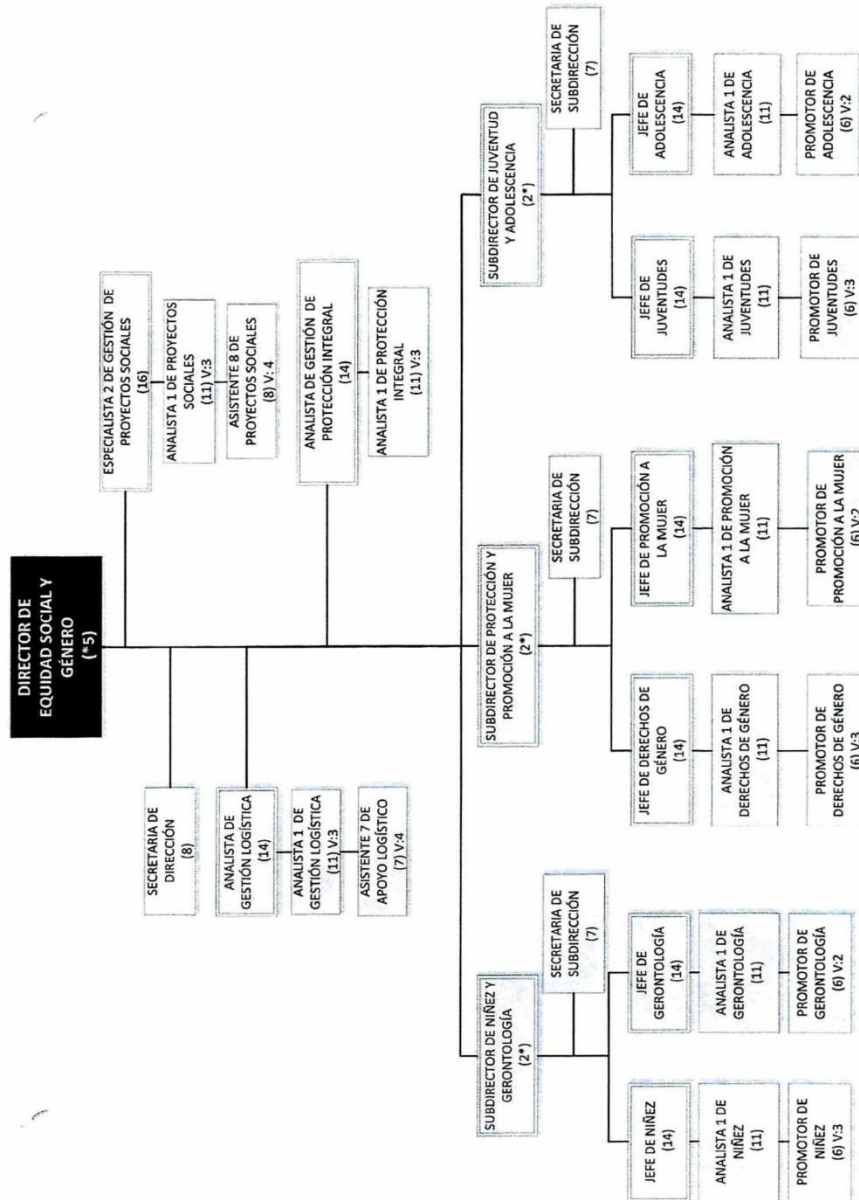 DIRECTOR DE
EQUIDAD SOCIAL Y
GÉNERO
(*5)
SECRETARIA DE
DIRECCIÓN
(8)
ANALISTA DE
GESTIÓN LOGÍSTICA
(14)
ANALISTA 1 DE
GESTIÓN LOGÍSTICA
(11) V:3
ASISTENTE 7 DE
APOYO LOGÍSTICO
(7) V:4
ESPECIALISTA 2 DE GESTIÓN DE
PROYECTOS SOCIALES
(16)
ANALISTA 1 DE PROYECTOS
SOCIALES
(11) V:3
ASISTENTE 8 DE
PROYECTOS SOCIALES
(8) V: 4
ANALISTA DE GESTIÓN DE
PROTECCIÓN INTEGRAL
(14)
ANALISTA 1 DE PROTECCIÓN
INTEGRAL
(11) V:3
SUBDIRECTOR DE NIÑEZ Y
GERONTOLOGÍA
(2*)
SECRETARIA DE
SUBDIRECCIÓN
(7)
JEFE DE NIÑEZ
(14)
ANALISTA 1 DE
NIÑEZ
(11)
PROMOTOR DE
NIÑEZ
(6) V:3
JEFE DE
GERONTOLOGÍA
(14)
ANALISTA 1 DE
GERONTOLOGÍA
(11)
PROMOTOR DE
GERONTOLOGÍA
(6) V:2
SUBDIRECTOR DE PROTECCIÓN Y
PROMOCIÓN A LA MUJER
(2*)
SECRETARIA DE
SUBDIRECCIÓN
(7)
JEFE DE DERECHOS DE
GÉNERO
(14)
ANALISTA 1 DE
DERECHOS DE GÉNERO
(11)
PROMOTOR DE
DERECHOS DE GÉNERO
(6) V:3
JEFE DE PROMOCIÓN A
LA MUJER
(14)
ANALISTA 1 DE PROMOCIÓN
A LA MUJER
(11)
PROMOTOR DE
PROMOCIÓN A LA MUJER
(6) V:2
SUBDIRECTOR DE JUVENTUD
Y ADOLESCENCIA
(2*)
SECRETARIA DE
SUBDIRECCIÓN
(7)
JEFE DE
JUVENTUDES
(14)
ANALISTA 1 DE
JUVENTUDES
(11)
PROMOTOR DE
JUVENTUDES
(6) V:3
JEFE DE
ADOLESCENCIA
(14)
ANALISTA 1 DE
ADOLESCENCIA
(11)
PROMOTOR DE
ADOLESCENCIA
(6) V:2